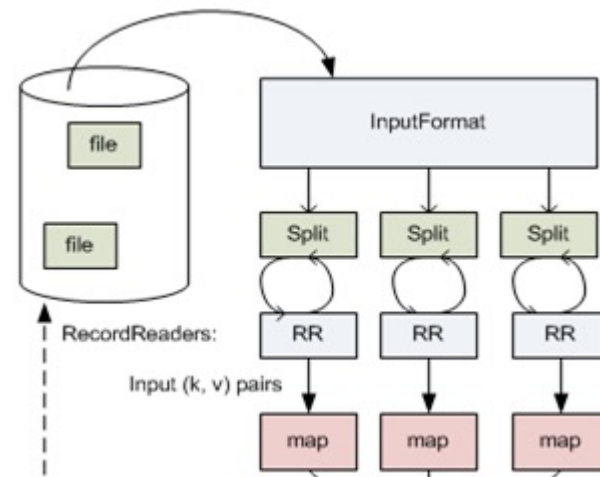 file
InputFormat
file
Split Split Split
RecordReaders: RR RR RR
Input (k, v) pairs
map map map